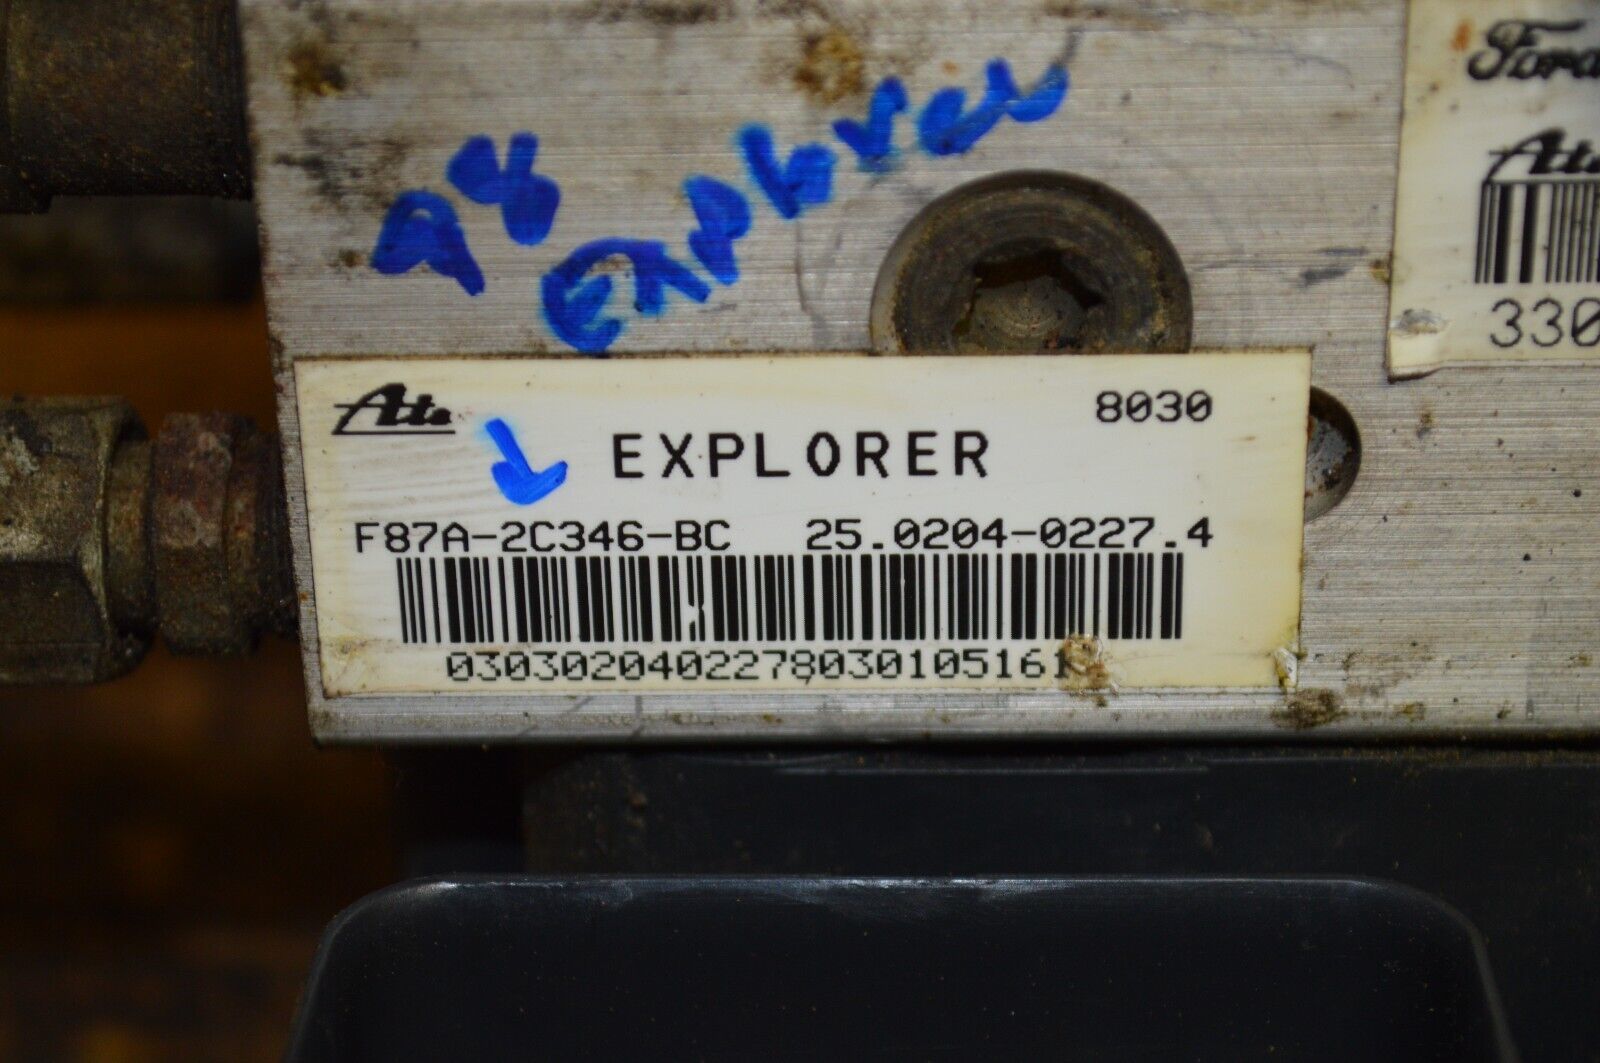 98
Explorer
Ford
Ate
330
Ate
8030
EXPLORER
F87A-2C346-BC 25.0204-0227.4